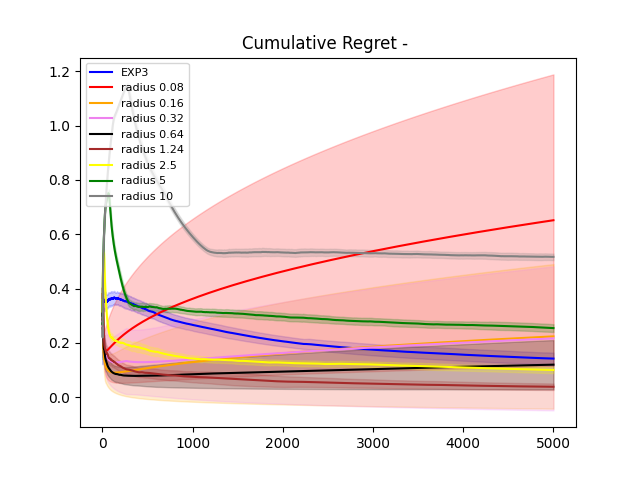 Cumulative Regret -
1.2
1.0
0.8
0.6
0.4
0.2
0.0
EXP3
radius 0.08
radius 0.16
radius 0.32
radius 0.64
radius 1.24
radius 2.5
radius 5
radius 10
0 1000 2000 3000 4000 5000